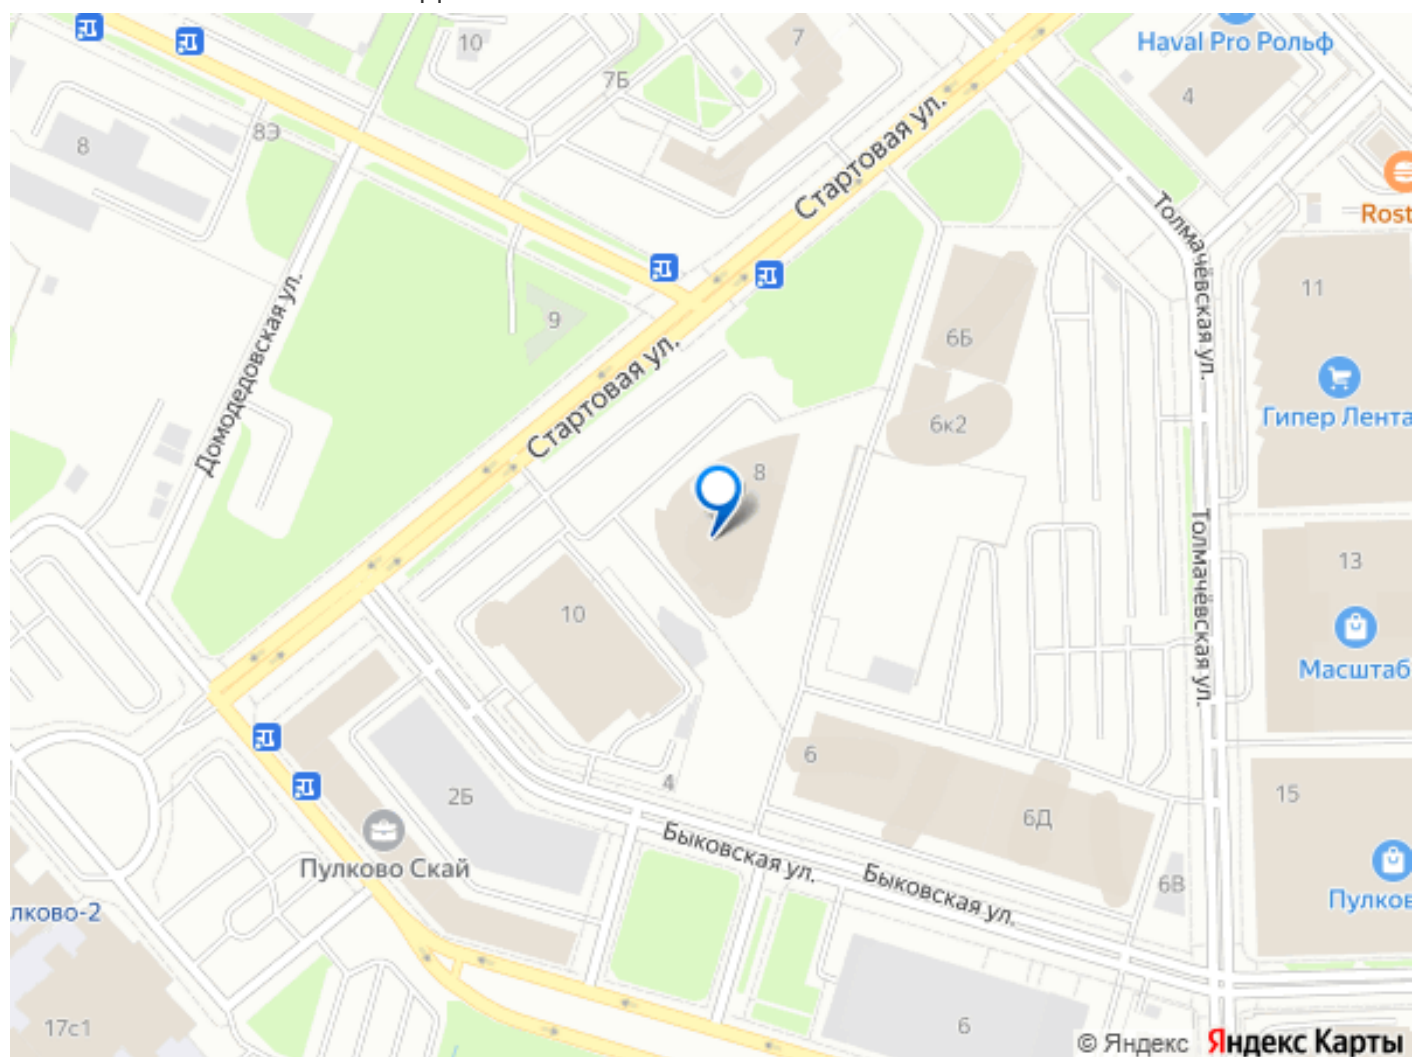 Haval Pro Рольф
10
7
7Б
4
8Э
8
Стартовая ул.
Rost
Толмачёвская ул.
Домодедовская ул.
9
11
6Б
Стартовая ул.
6к2
Гипер Лента
8
Толмачёвская ул.
13
10
Масштаб
6
4
2Б
15
6Д
Быковская ул.
Пулково Скай
Быковская ул.
6В
Пулков
лково-2
17с1
6
© Яндекс Яндекс Карты